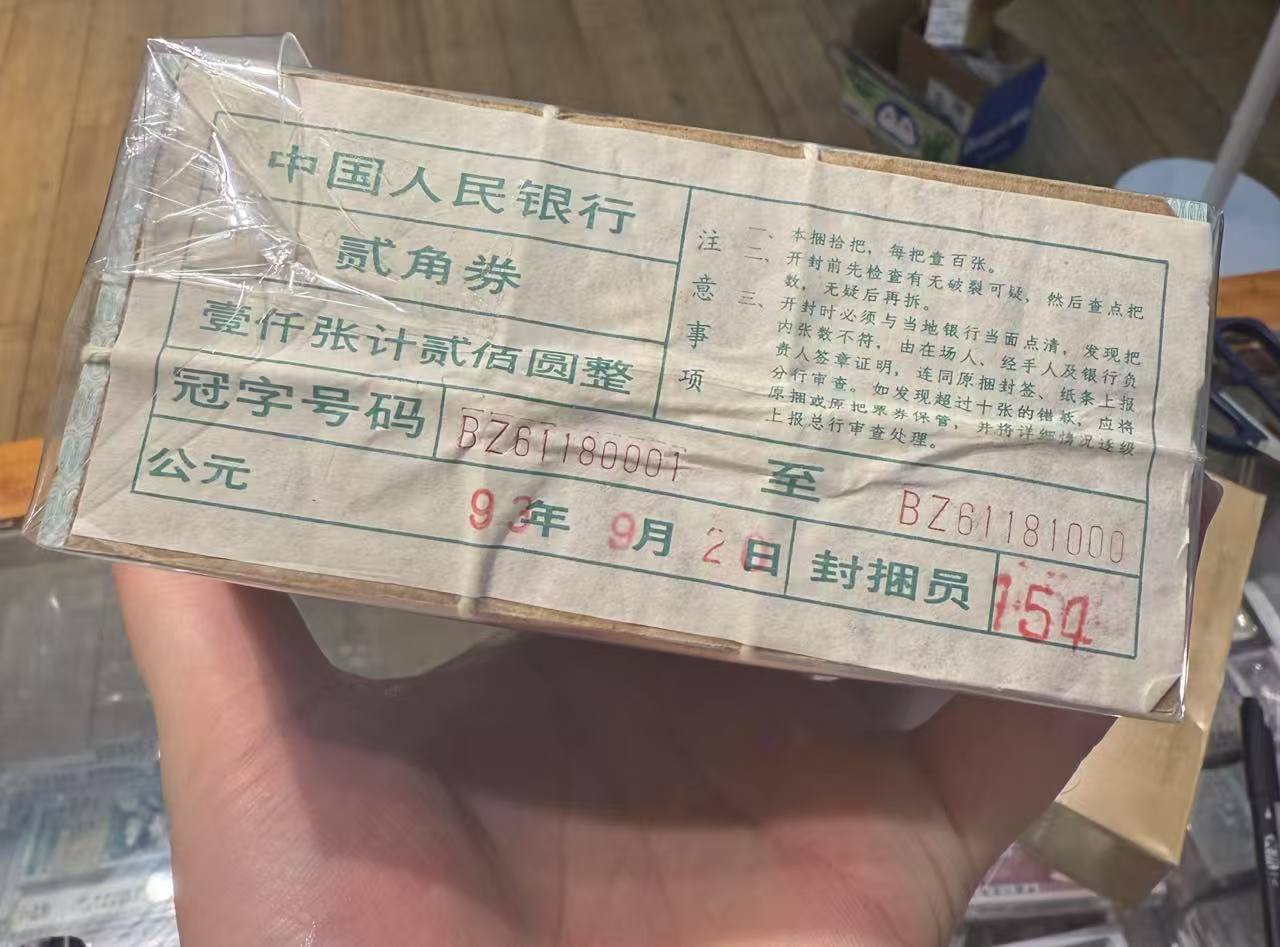 中国人民银行
贰角券
壹仟张计贰佰圆整
注意事项
一、本捆拾把，每把壹百张。
二、开封前先检查有无破裂可疑，然后查点把
数，无疑后再拆。
三、开封时必须与当地银行当面点清，发现把
内张数不符，由在场人、经手人及银行负
责人签章证明，连同原捆封签、纸条上报
分行审查。如发现超过十张的错款，应将
原捆或原把票券保管，并将详细情况逐级
上报总行审查处理。
冠字号码 BZ61180001 至 BZ61181000
公元 93年 9月 26日 封捆员 154